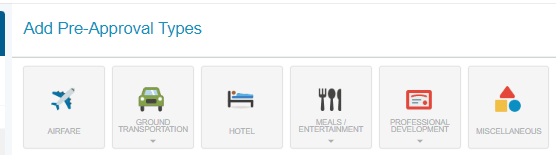 Add Pre-Approval Types
AIRFARE
GROUND
TRANSPORTATION
HOTEL
MEALS /
ENTERTAINMENT
PROFESSIONAL
DEVELOPMENT
MISCELLANEOUS